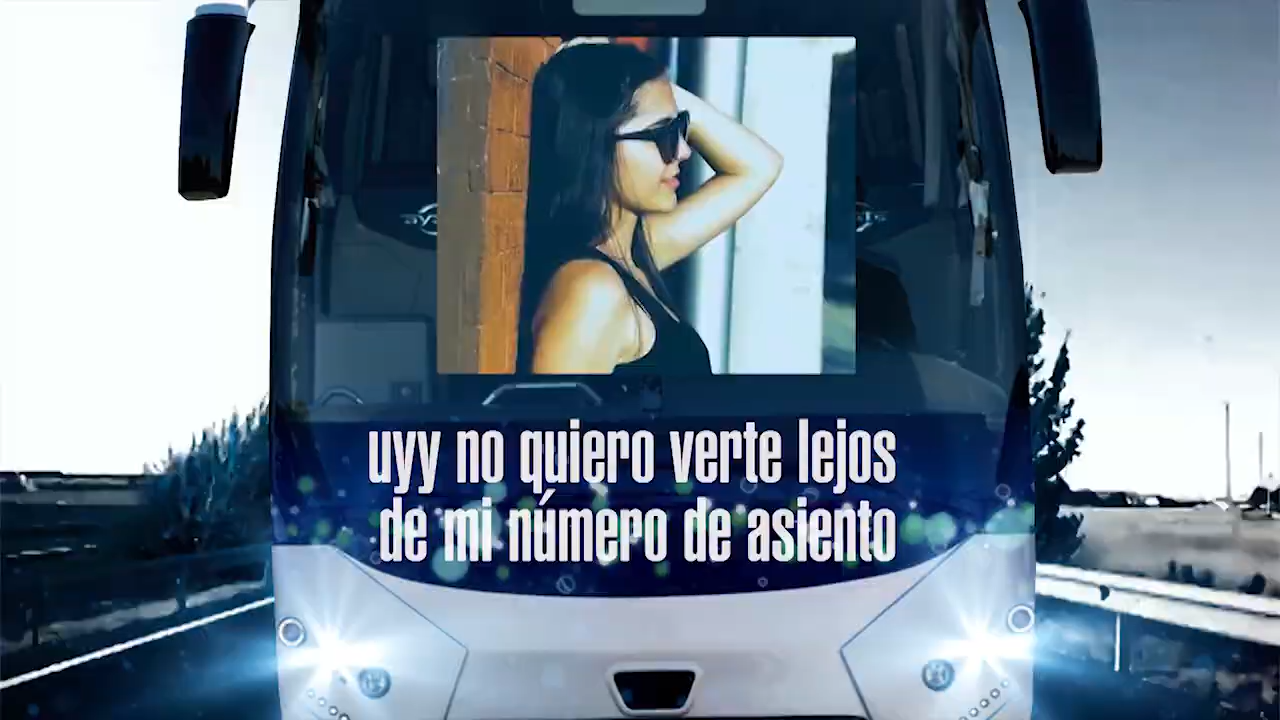 uyy no quiero verte lejos
de mi número de asiento